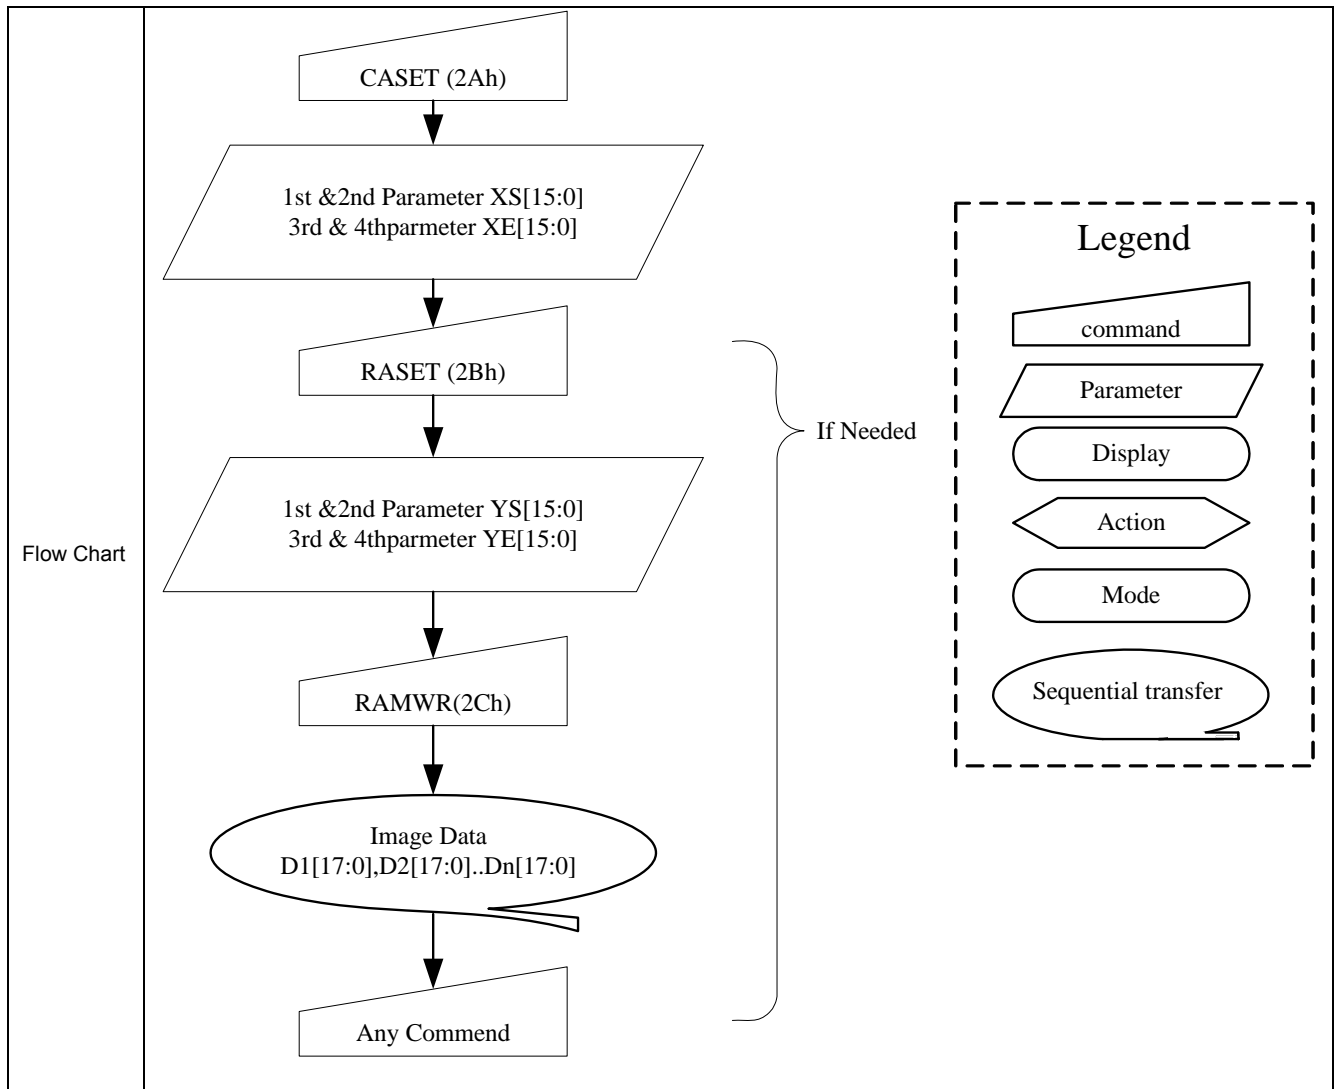 Flow Chart
CASET (2Ah)
1st &2nd Parameter XS[15:0]
3rd & 4thparmeter XE[15:0]
RASET (2Bh)
1st &2nd Parameter YS[15:0]
3rd & 4thparmeter YE[15:0]
RAMWR(2Ch)
Image Data
D1[17:0],D2[17:0]..Dn[17:0]
Any Commend
If Needed
Legend
command
Parameter
Display
Action
Mode
Sequential transfer